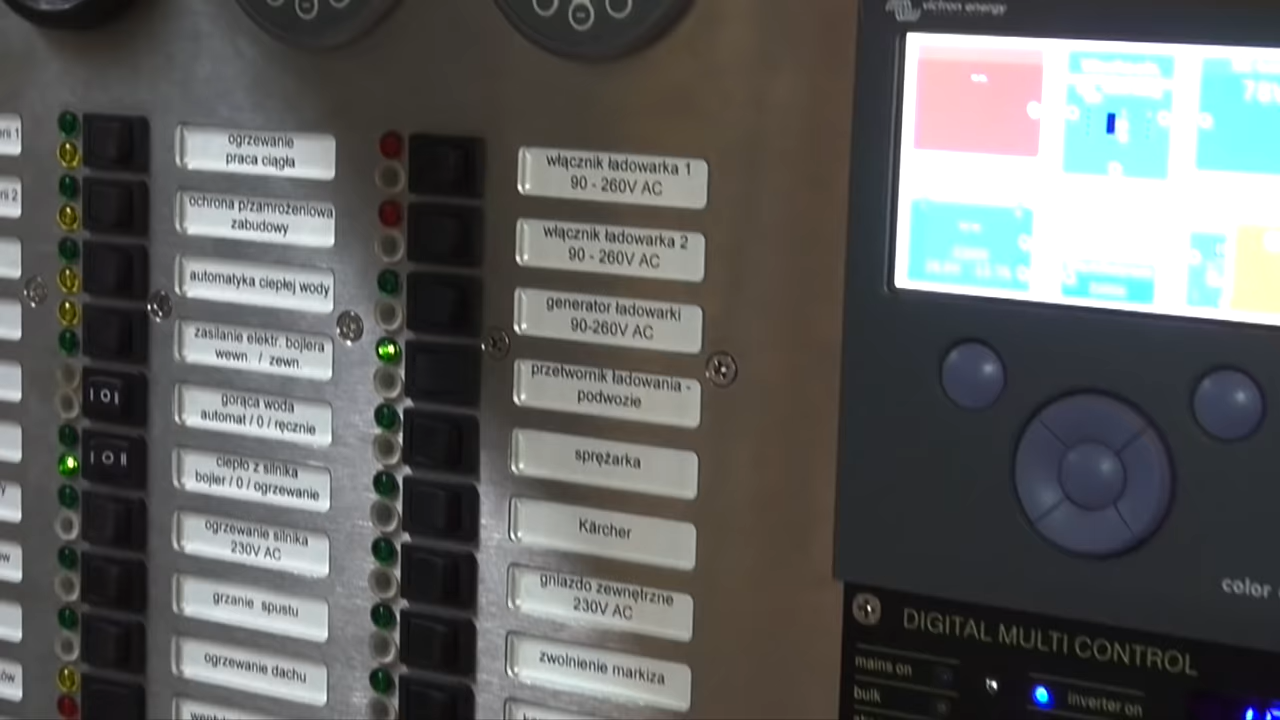 victron energy
ogrzewanie
praca ciągła
ochrona p/zamrożeniowa
zabudowy
automatyka ciepłej wody
zasilanie elektr. bojlera
wewn. / zewn.
gorąca woda
automat / 0 / ręcznie
ciepło z silnika
bojler / 0 / ogrzewanie
ogrzewanie silnika
230V AC
grzanie spustu
ogrzewanie dachu
włącznik ładowarka 1
90 - 260V AC
włącznik ładowarka 2
90 - 260V AC
generator ładowarki
90-260V AC
przetwornik ładowania -
podwozie
sprężarka
Kärcher
gniazdo zewnętrzne
230V AC
zwolnienie markiza
I O I
I O II
color
DIGITAL MULTI CONTROL
mains on
bulk
inverter on